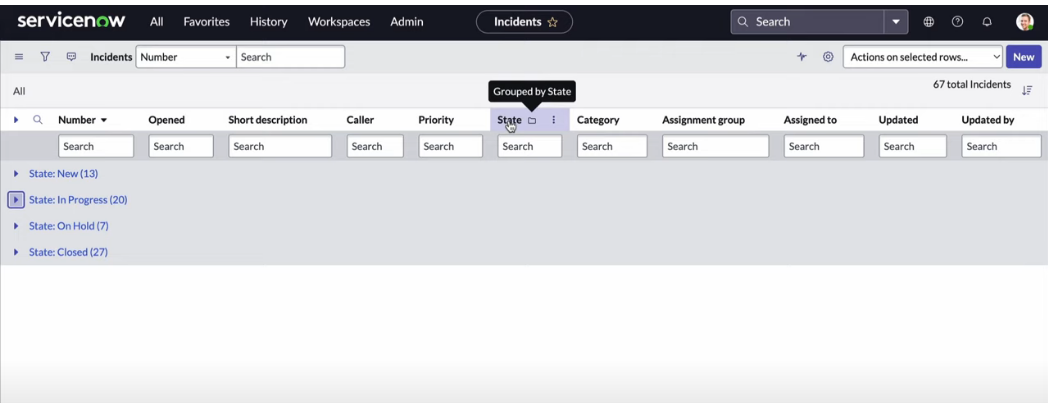 servicenow All Favorites History Workspaces Admin Incidents Search
Incidents Number Search Actions on selected rows... New
All Grouped by State 67 total Incidents
Number Opened Short description Caller Priority State Category Assignment group Assigned to Updated Updated by
Search Search Search Search Search Search Search Search Search Search Search
State: New (13)
State: In Progress (20)
State: On Hold (7)
State: Closed (27)